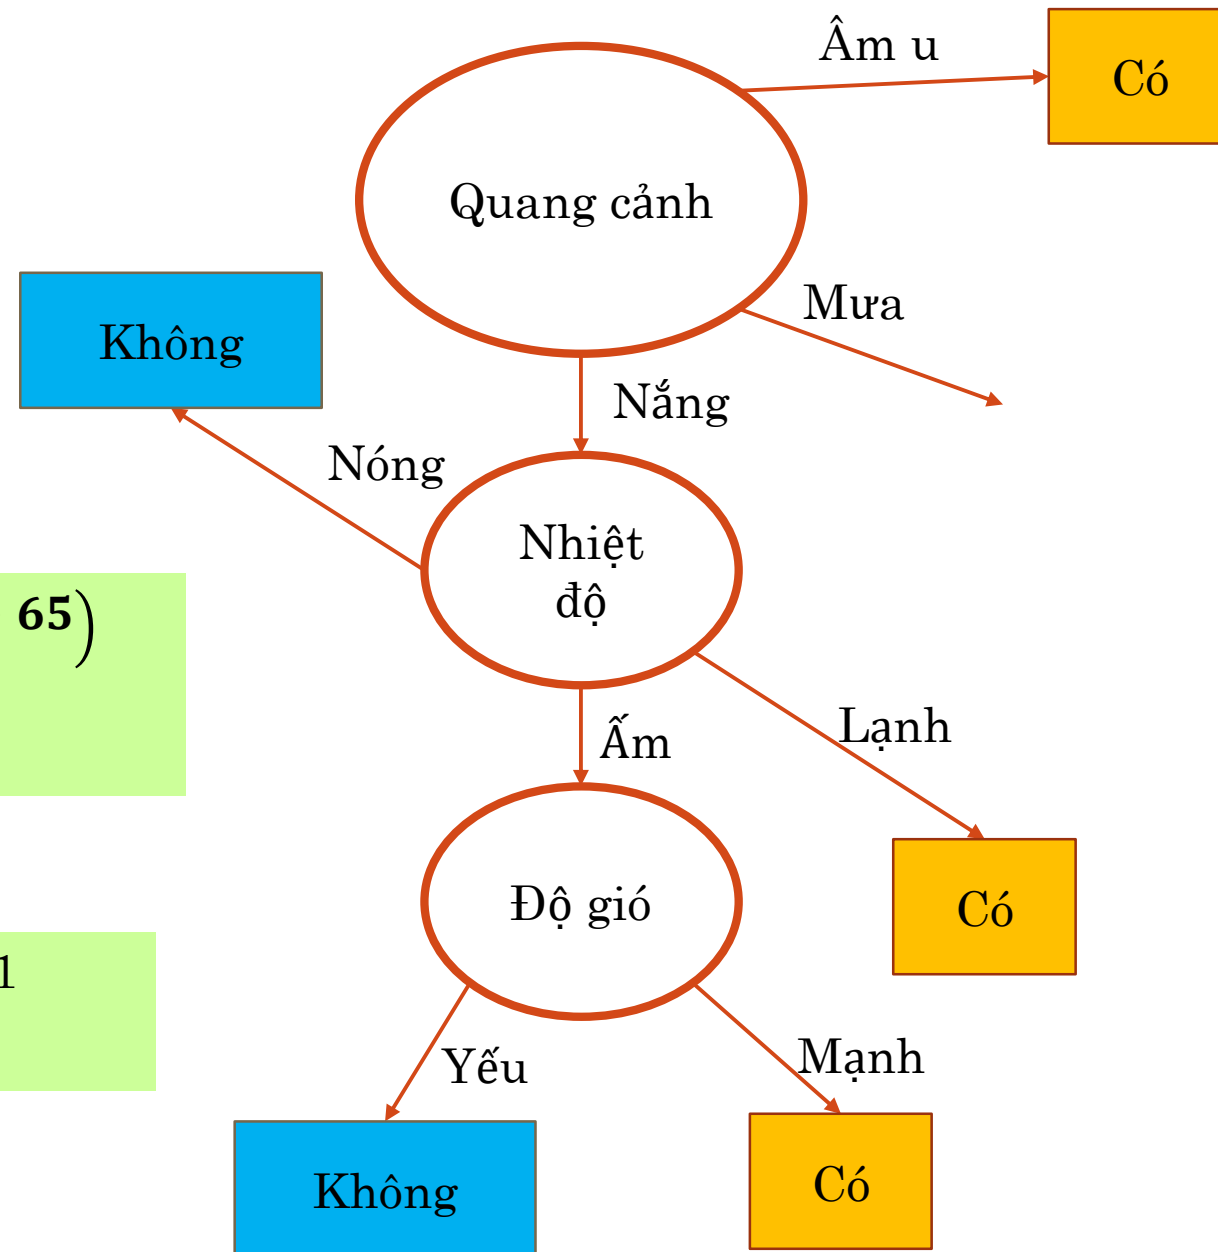 Âm u
Có
Quang cảnh
Mưa
Không
Nắng
Nóng
Nhiệt
độ
65)
Ấm
Lạnh
Độ gió
Có
1
Yếu
Mạnh
Không
Có